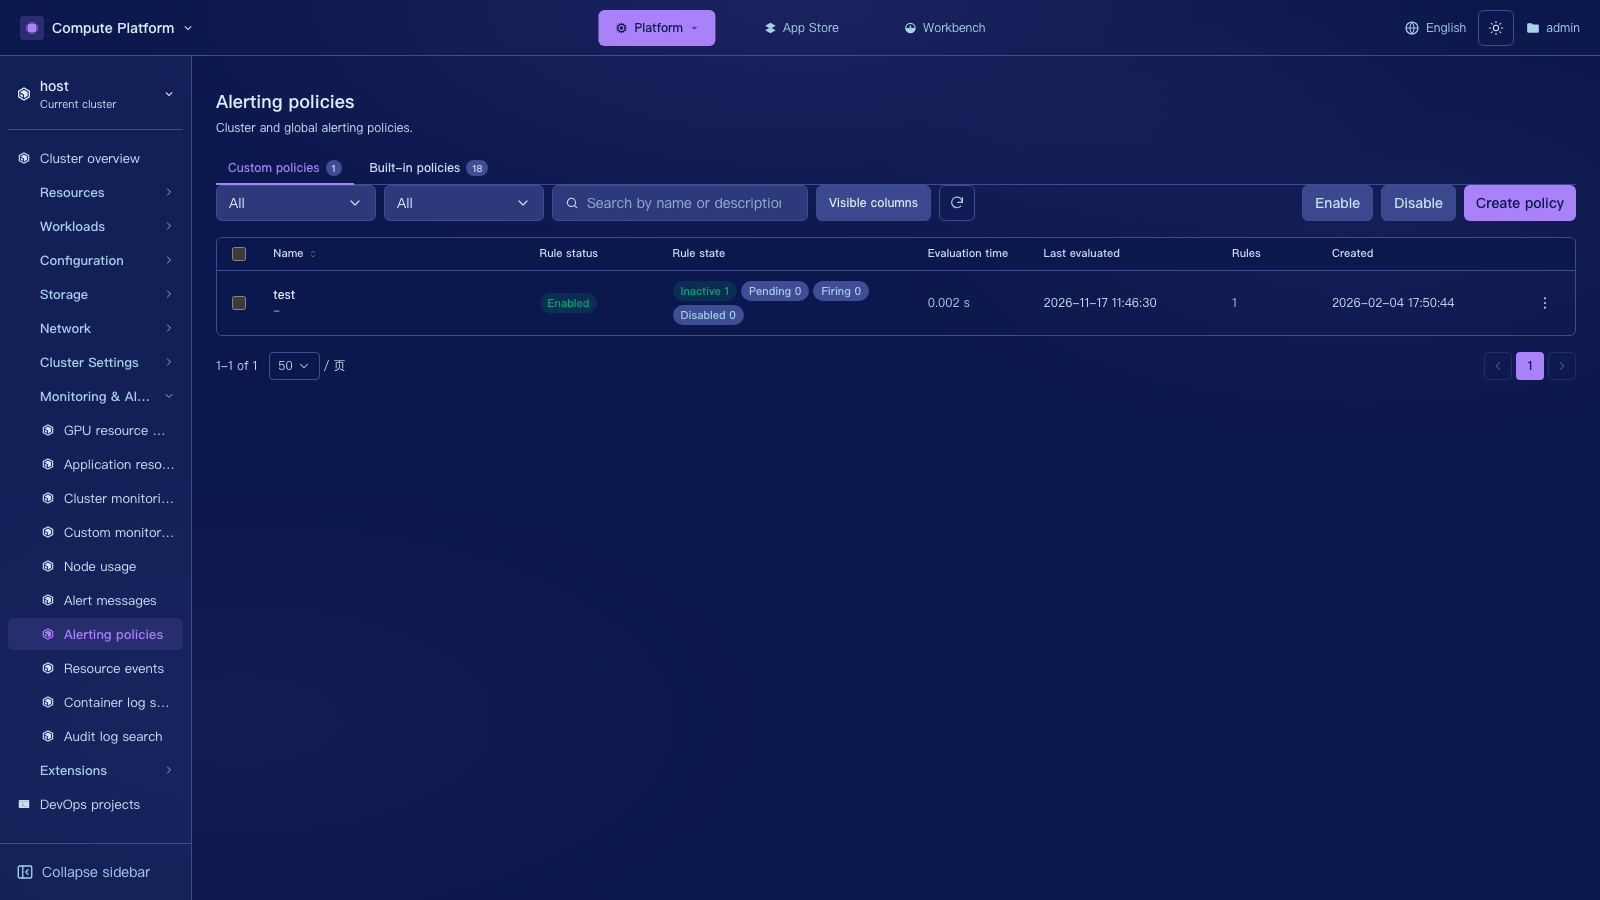 Compute Platform
Platform
App Store
Workbench
English
admin
host
Current cluster
Cluster overview
Resources
Workloads
Configuration
Storage
Network
Cluster Settings
Monitoring & Al...
GPU resource ...
Application reso...
Cluster monitori...
Custom monitor...
Node usage
Alert messages
Alerting policies
Resource events
Container log s...
Audit log search
Extensions
DevOps projects
Collapse sidebar
Alerting policies
Cluster and global alerting policies.
Custom policies 1
Built-in policies 18
All
All
Search by name or description
Visible columns
Enable
Disable
Create policy
Name Rule status Rule state Evaluation time Last evaluated Rules Created
test
–
Enabled
Inactive 1 Pending 0 Firing 0
Disabled 0
0.002 s
2026-11-17 11:46:30
1
2026-02-04 17:50:44
1-1 of 1
50
/ 页
1